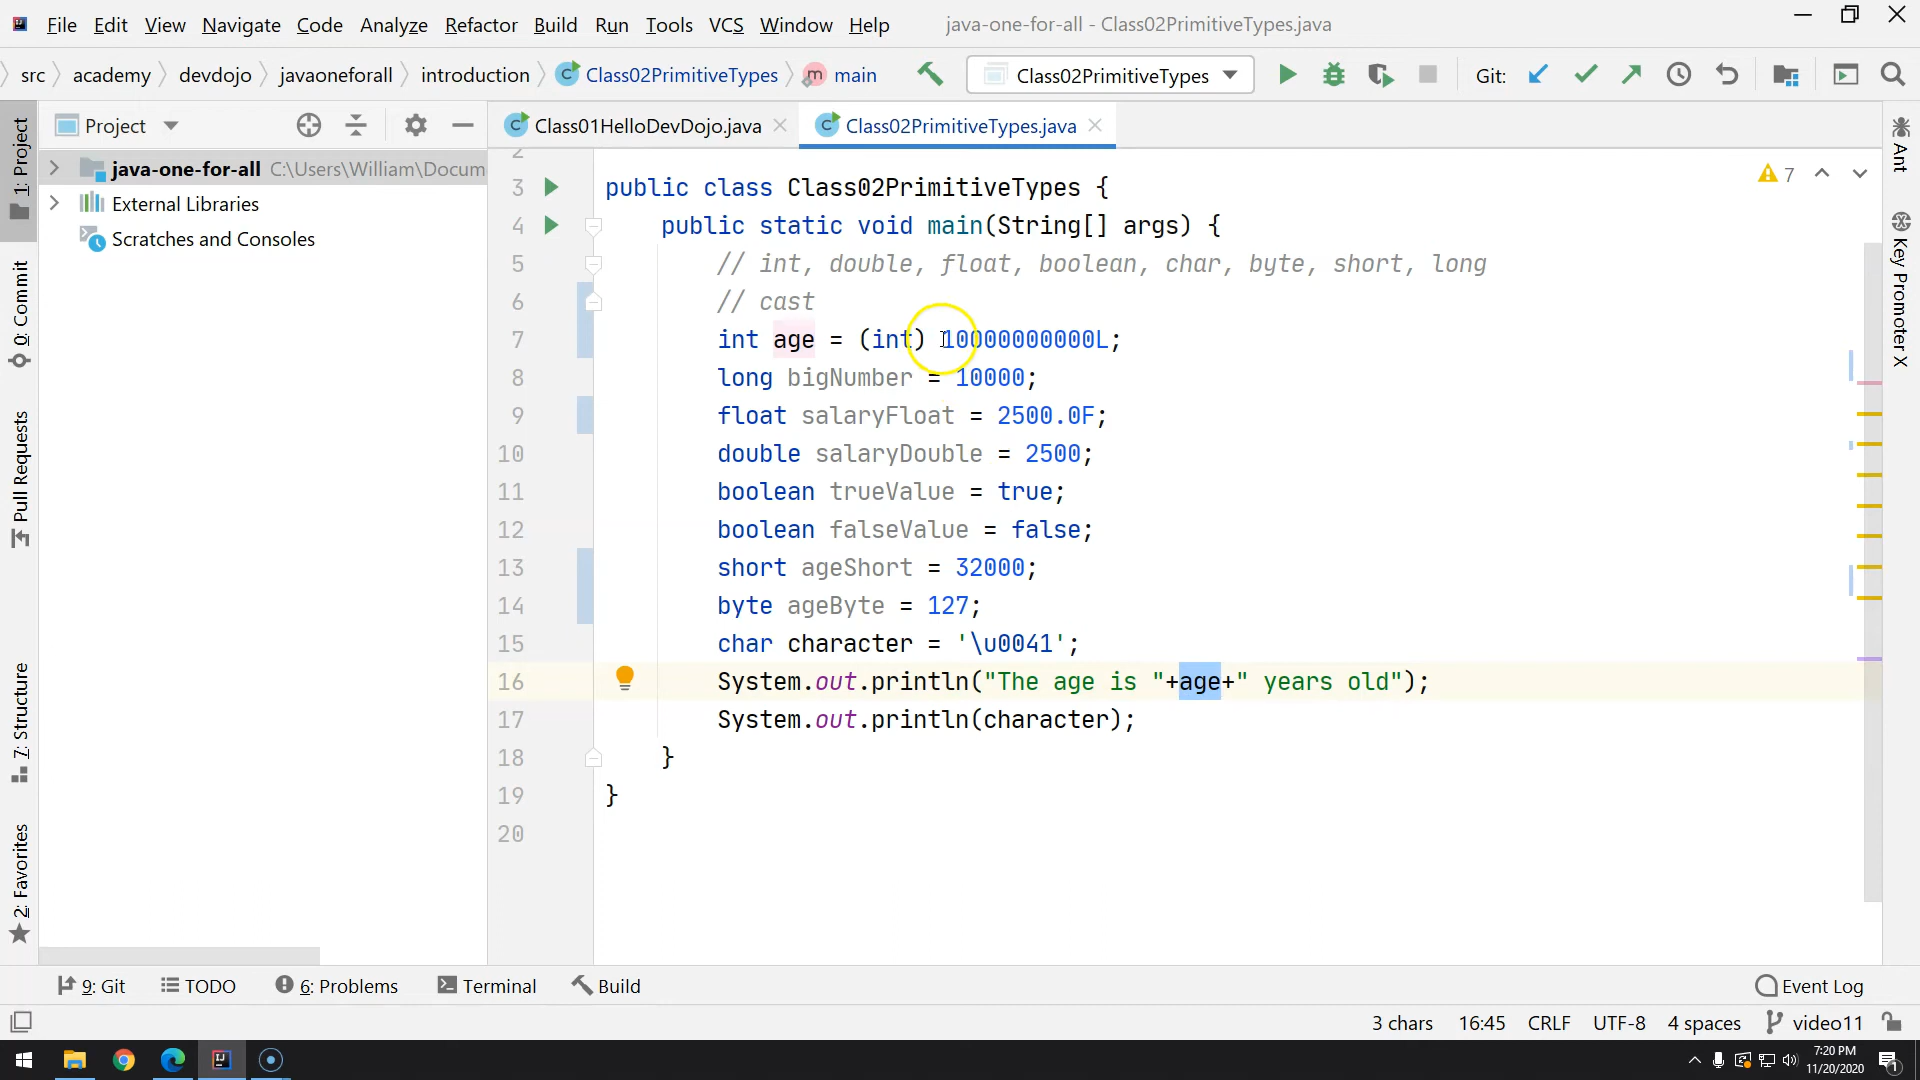 File Edit View Navigate Code Analyze Refactor Build Run Tools VCS Window Help java-one-for-all - Class02PrimitiveTypes.java
src academy devdojo javaoneforall introduction Class02PrimitiveTypes main Class02PrimitiveTypes Git:
Project Class01HelloDevDojo.java Class02PrimitiveTypes.java
java-one-for-all C:\Users\William\Docum
External Libraries
Scratches and Consoles
1: Project
0: Commit
Pull Requests
7: Structure
2: Favorites
2
3 public class Class02PrimitiveTypes {
4 public static void main(String[] args) {
5 // int, double, float, boolean, char, byte, short, long
6 // cast
7 int age = (int) 10000000000L;
8 long bigNumber = 10000;
9 float salaryFloat = 2500.0F;
10 double salaryDouble = 2500;
11 boolean trueValue = true;
12 boolean falseValue = false;
13 short ageShort = 32000;
14 byte ageByte = 127;
15 char character = '\u0041';
16 System.out.println("The age is "+age+" years old");
17 System.out.println(character);
18 }
19 }
20
7
Ant
Key Promoter X
9: Git TODO 6: Problems Terminal Build Event Log
3 chars 16:45 CRLF UTF-8 4 spaces video11
7:20 PM
11/20/2020
1